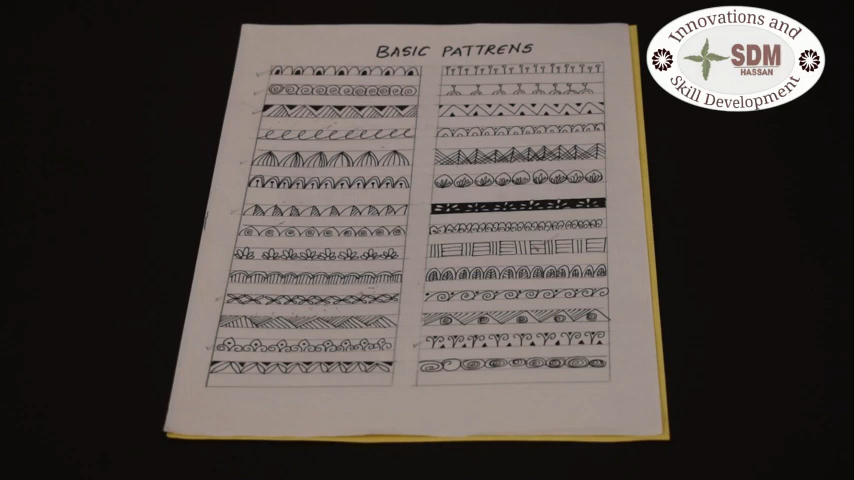 BASIC PATTRENS
Innovations and
SDM
HASSAN
Skill Development